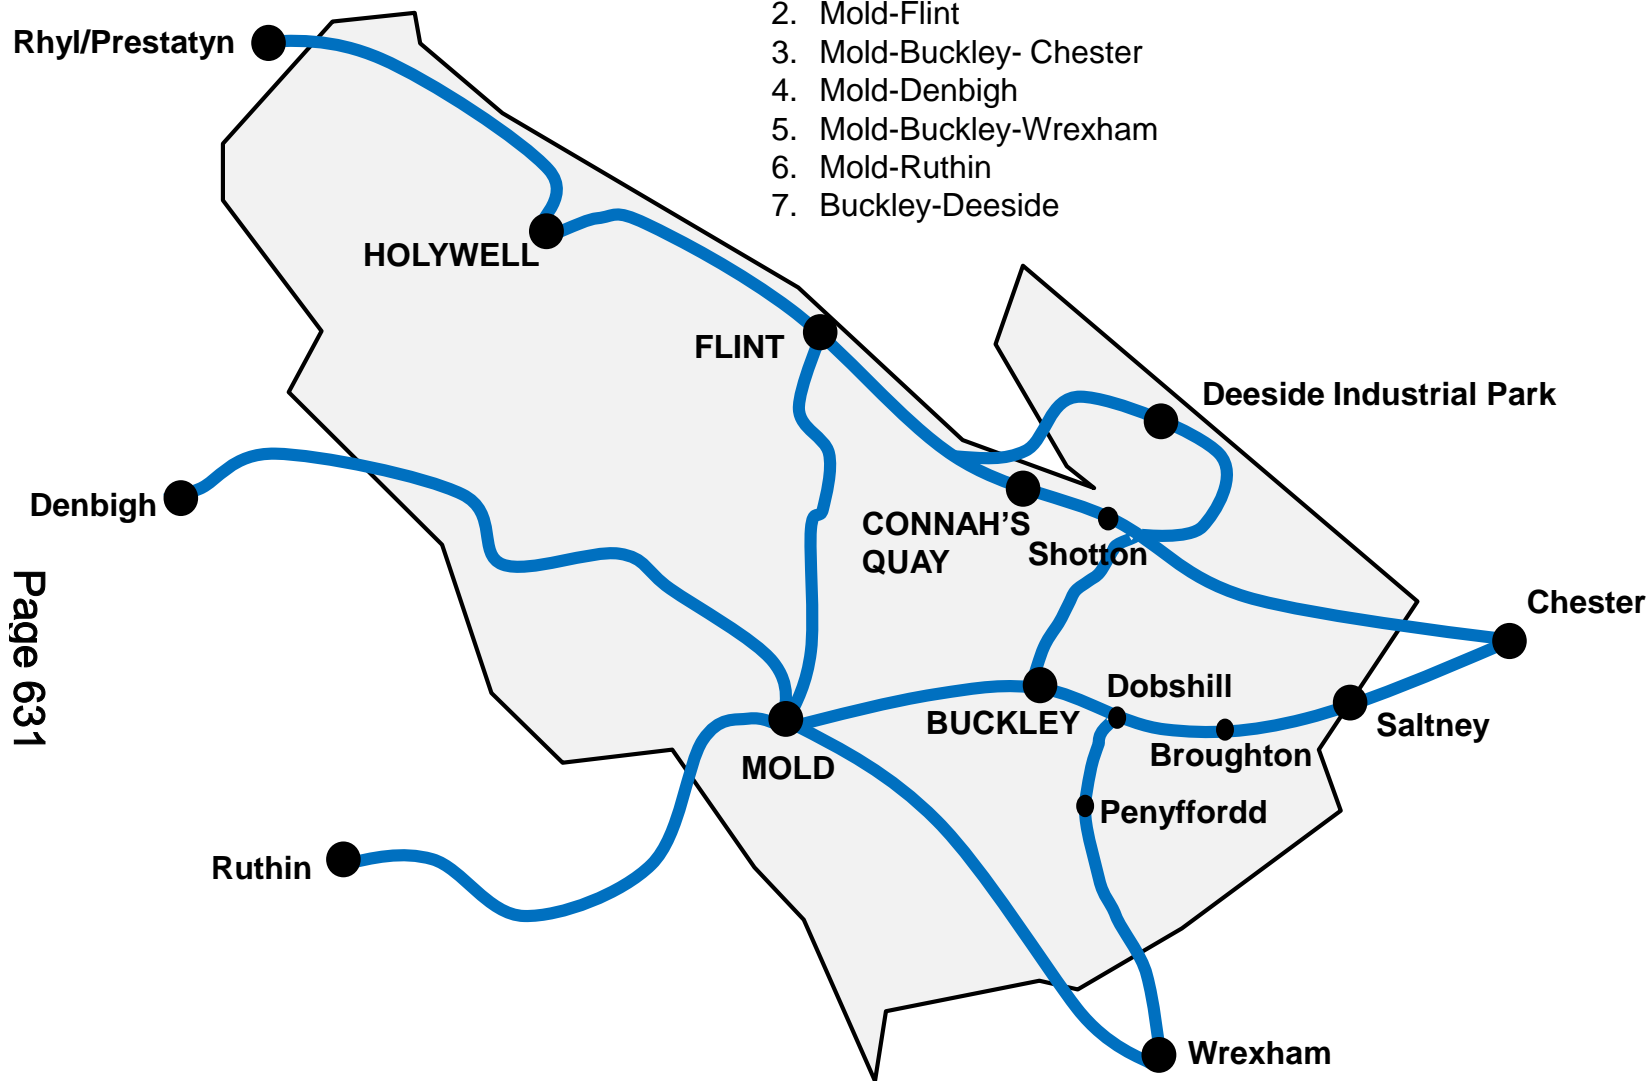 2. Mold-Flint
Rhyl/Prestatyn
3. Mold-Buckley- Chester
4. Mold-Denbigh
5. Mold-Buckley-Wrexham
6. Mold-Ruthin
7. Buckley-Deeside
HOLYWELL
FLINT
Deeside Industrial Park
Denbigh
CONNAH'S
QUAY
Shotton
Page 631
Chester
Dobshill
BUCKLEY
Saltney
Broughton
MOLD
Penyffordd
Ruthin
Wrexham